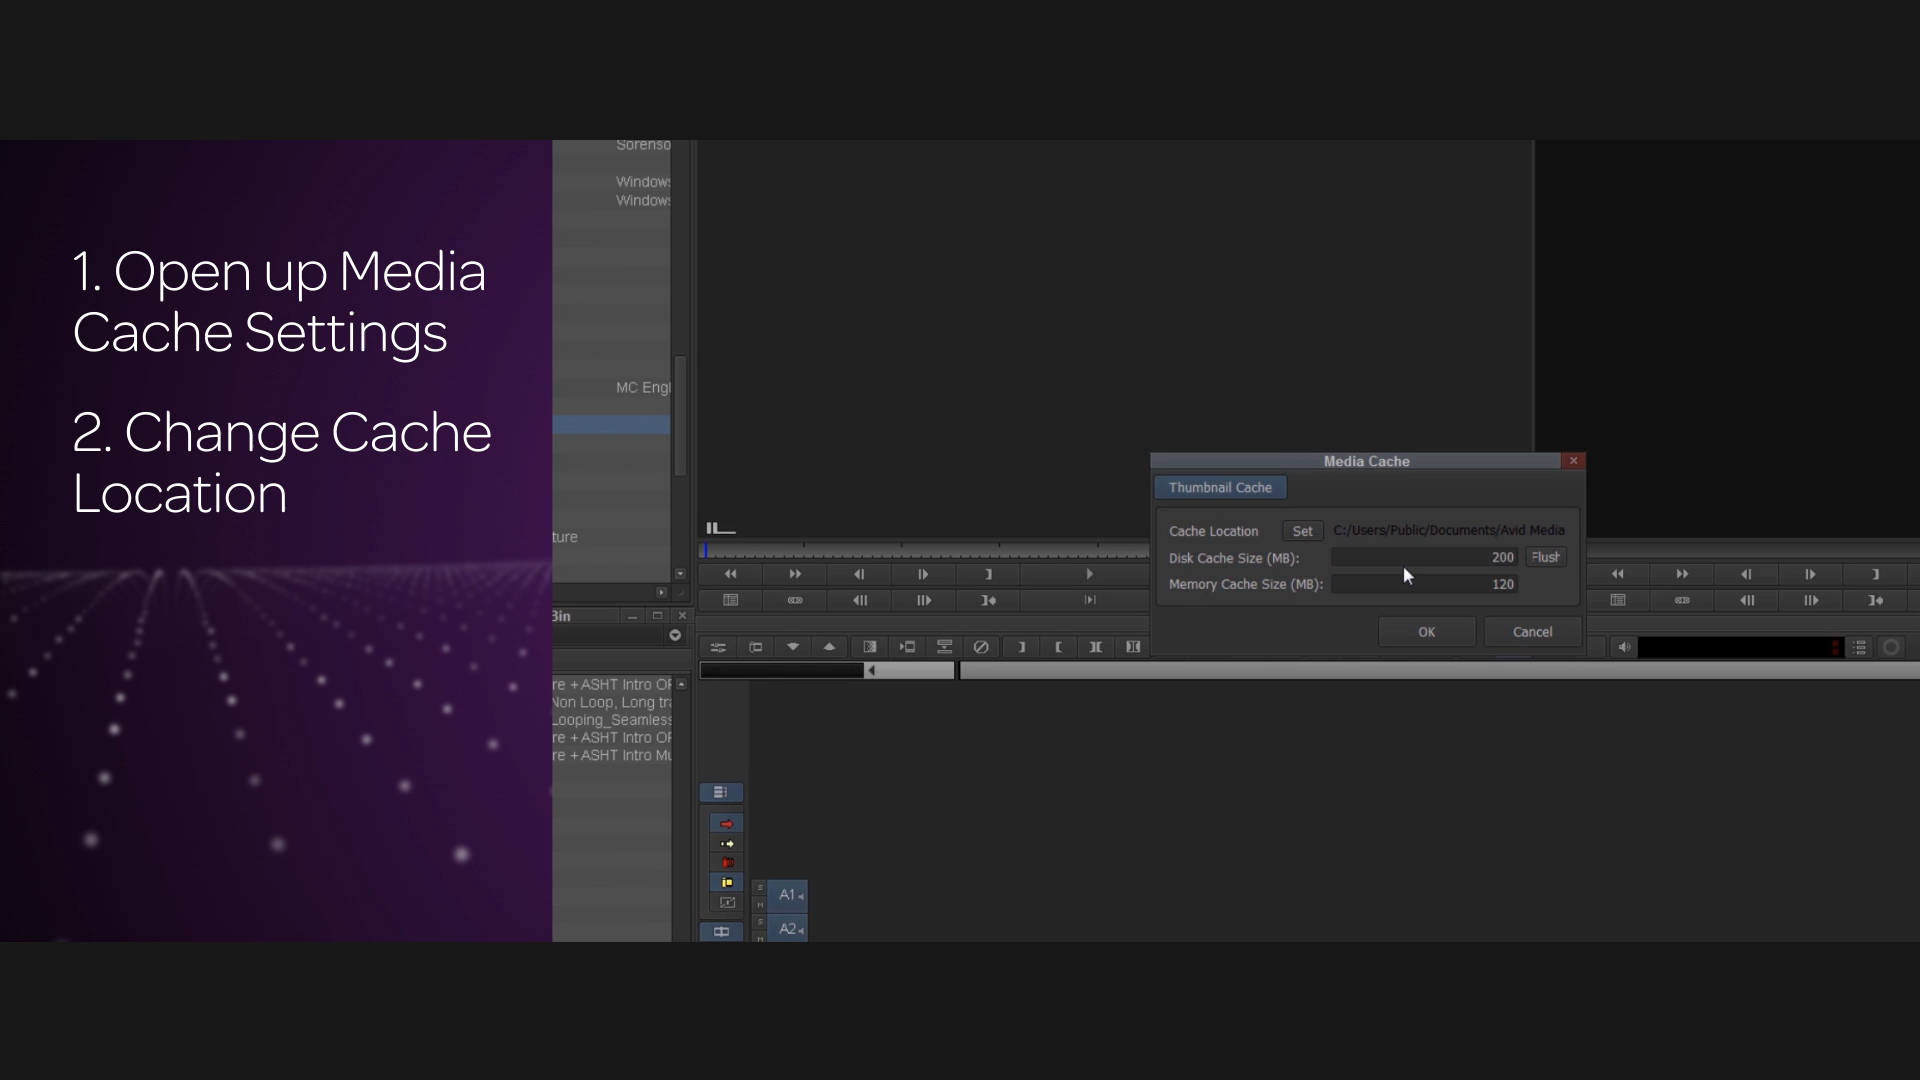 1. Open up Media
Cache Settings
2. Change Cache
Location
Windows
Windows
MC Engl
ture
Bin
re + ASHT Intro OF
Non Loop, Long tra
Looping_Seamless
re + ASHT Intro OF
re + ASHT Intro Mu
Media Cache
Thumbnail Cache
Cache Location
Set
C:/Users/Public/Documents/Avid Media
Disk Cache Size (MB):
200
Flush
Memory Cache Size (MB):
120
OK
Cancel
S
M
A1
S
M
A2